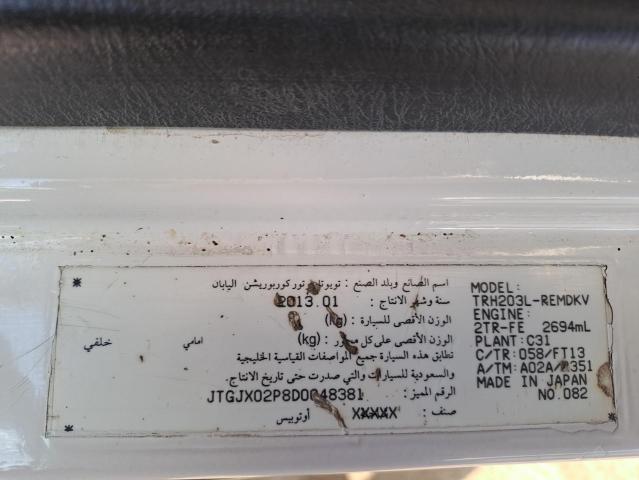 اسم الصانع وبلد الصنع : تويوتا موتور كوربوريشن اليابان
سنة وشهر الانتاج : 2013.01
الوزن الأقصى للسيارة : (kg)
الوزن الأقصى على كل محور : (kg) امامي خلفي
تطابق هذه السيارة جميع المواصفات القياسية الخليجية
والسعودية للسيارات والتي صدرت حتى تاريخ الانتاج.
الرقم المميز : JTGJX02P8D0048381
صنف : XXXXX أوتوبيس
MODEL:
TRH203L-REMDKV
ENGINE:
2TR-FE 2694mL
PLANT:C31
C/TR:058/FT13
A/TM:A02A/
MADE IN JAPAN
NO.082